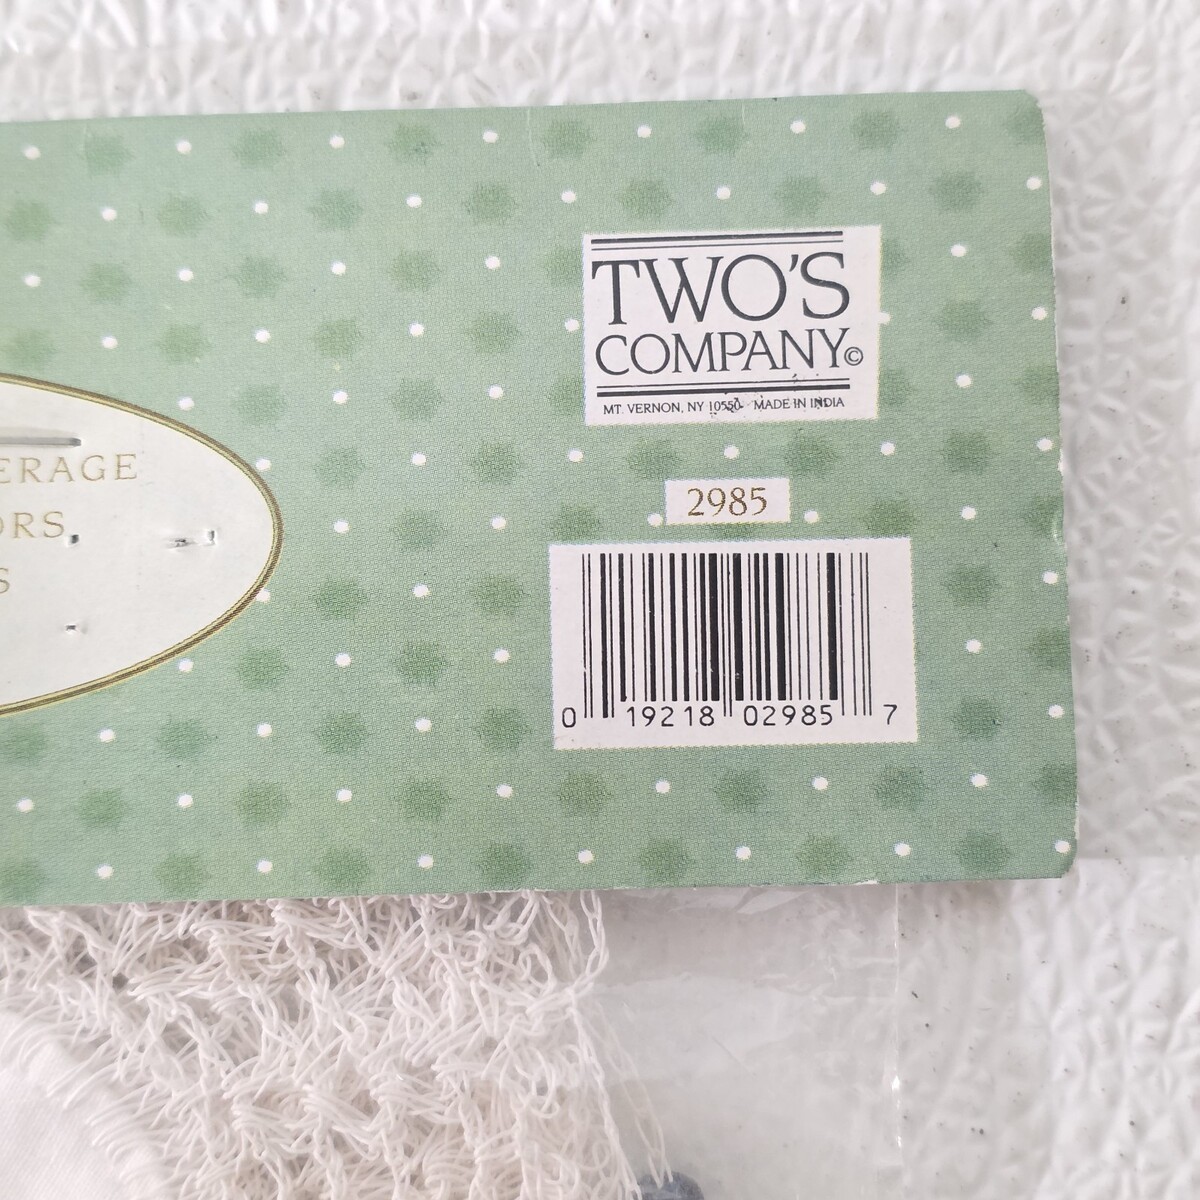 TWO'S
COMPANY©
MT. VERNON, NY 10550 MADE IN INDIA
ERAGE
ORS,
S
2985
0 19218 02985 7